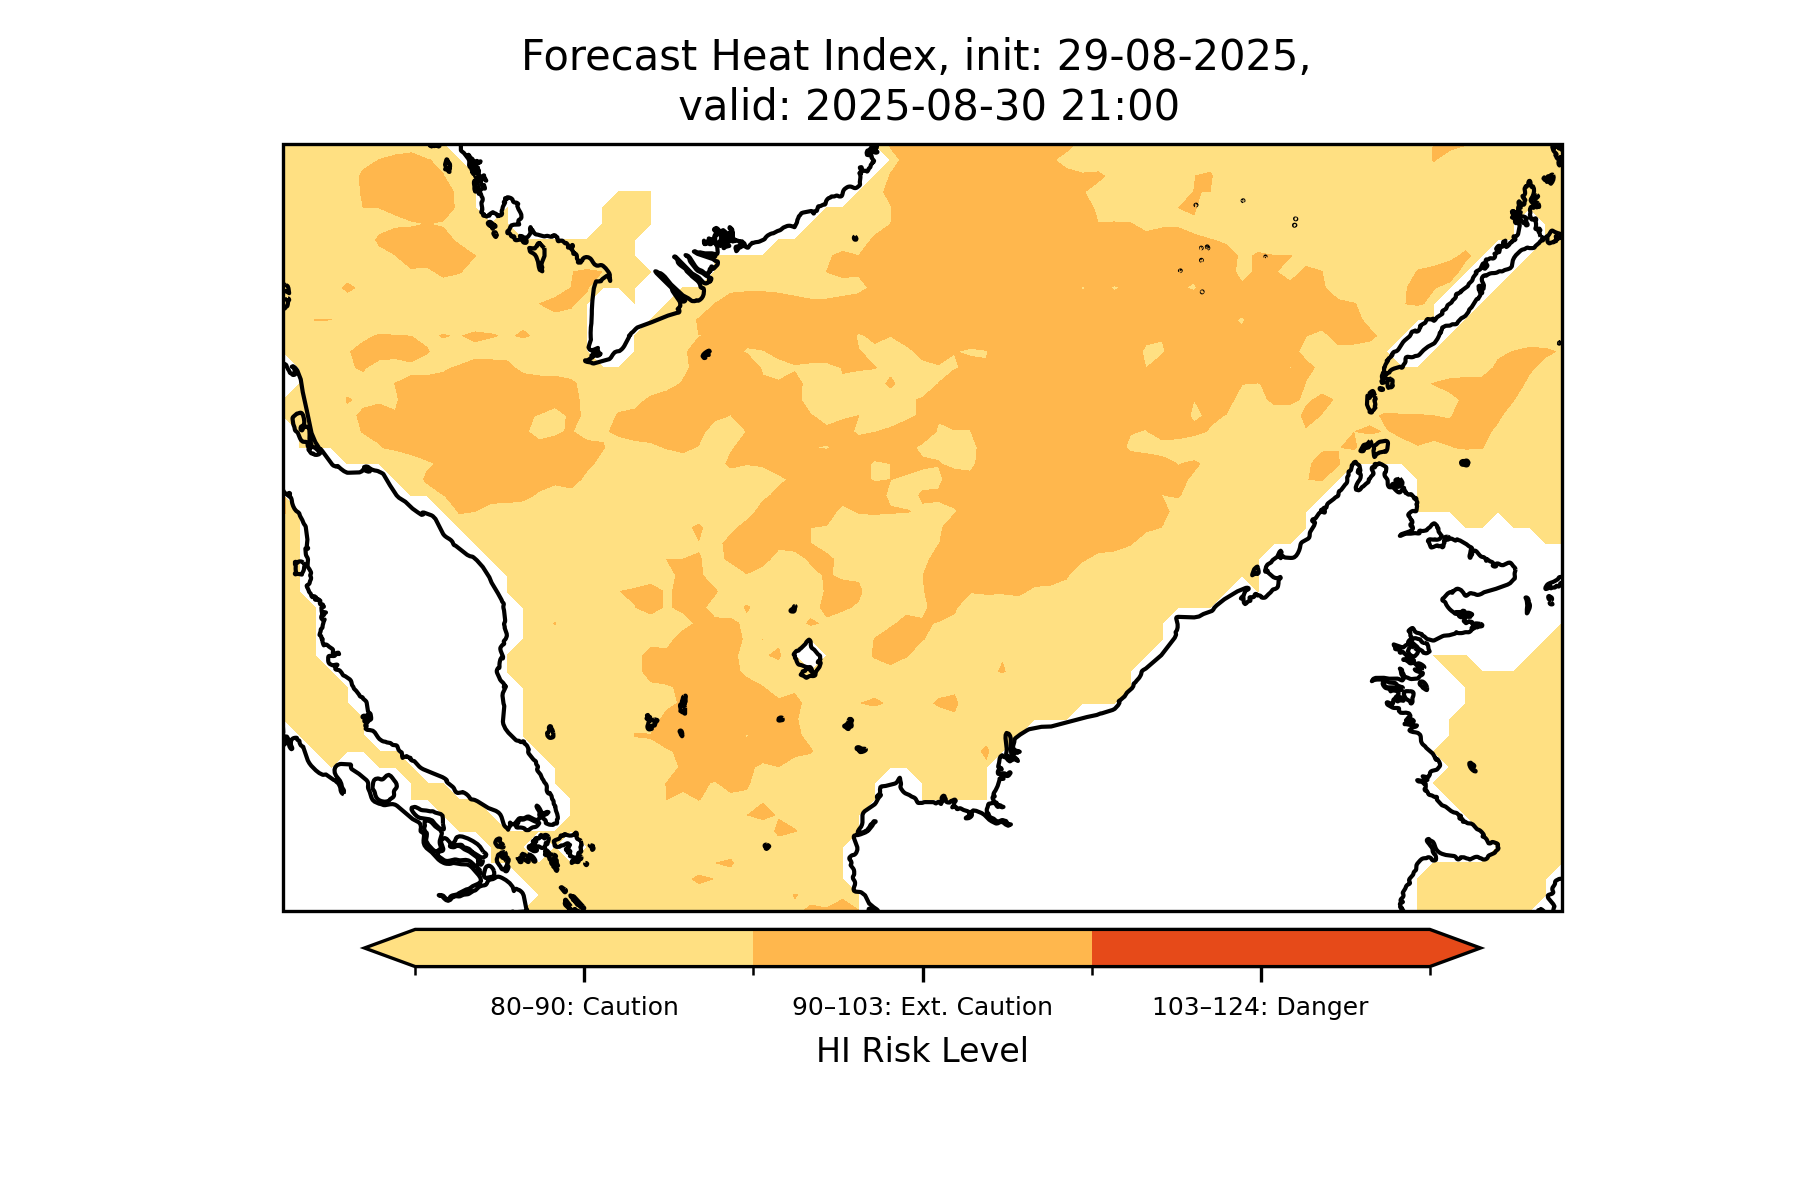 Forecast Heat Index, init: 29-08-2025,
valid: 2025-08-30 21:00
80–90: Caution
90–103: Ext. Caution
103–124: Danger
HI Risk Level